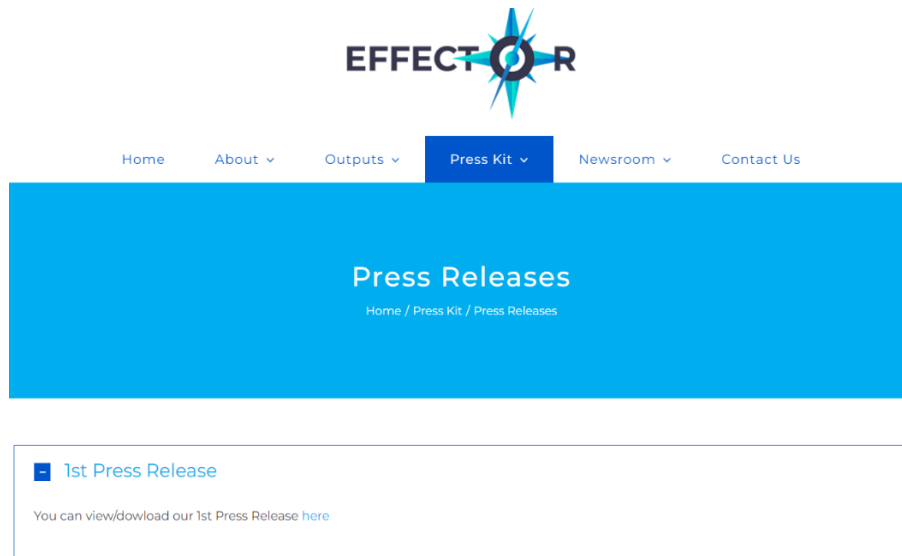 EFFECTOR
Home About Outputs Press Kit Newsroom Contact Us
Press Releases
Home / Press Kit / Press Releases
1st Press Release
You can view/dowload our 1st Press Release here